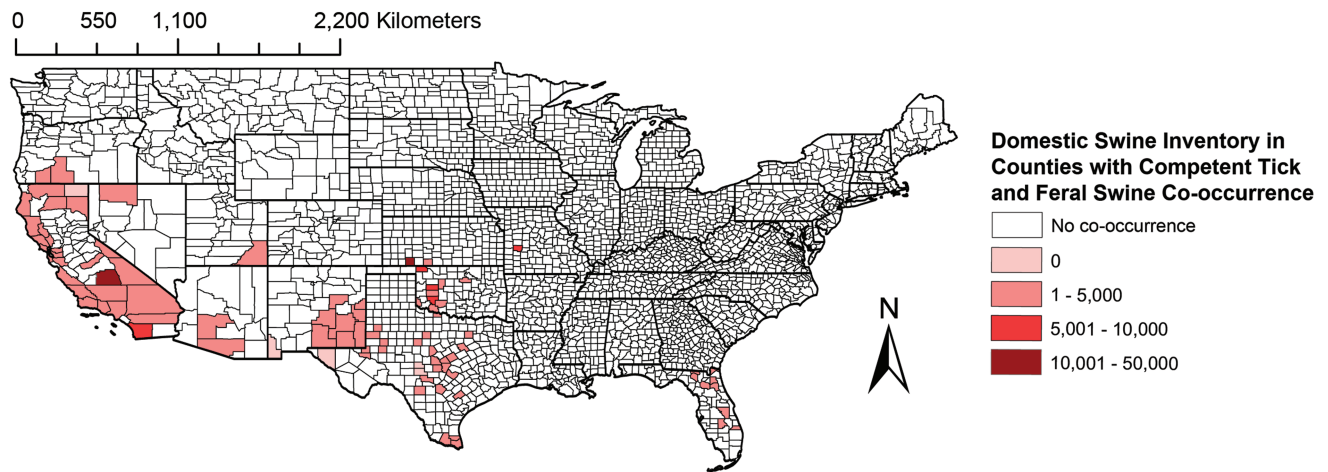 0 550 1,100 2,200 Kilometers
Domestic Swine Inventory in
Counties with Competent Tick
and Feral Swine Co-occurrence
No co-occurrence
0
1 - 5,000
5,001 - 10,000
10,001 - 50,000
N